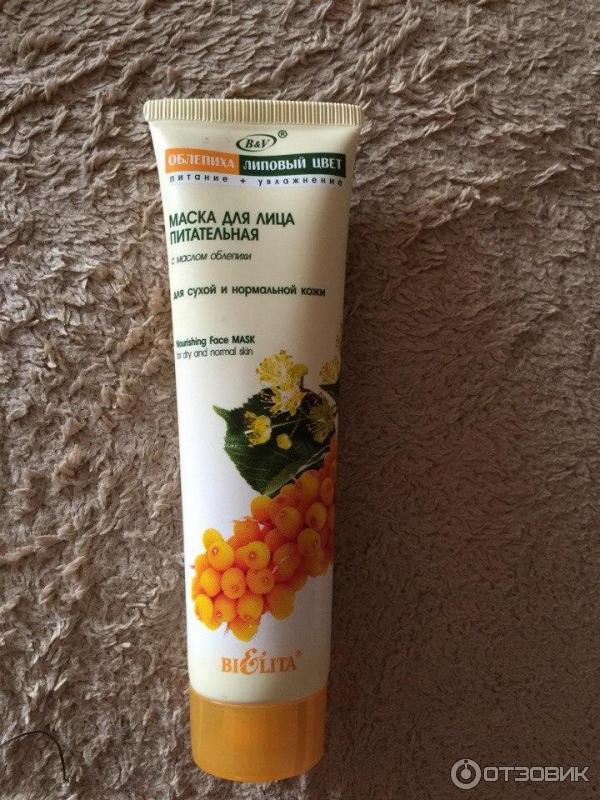 B&V®
ОБЛЕПИХА ЛИПОВЫЙ ЦВЕТ
питание + увлажнение
МАСКА ДЛЯ ЛИЦА
ПИТАТЕЛЬНАЯ
с маслом облепихи
для сухой и нормальной кожи
Nourishing Face MASK
for dry and normal skin
BIELITA®
ОТЗОВИК